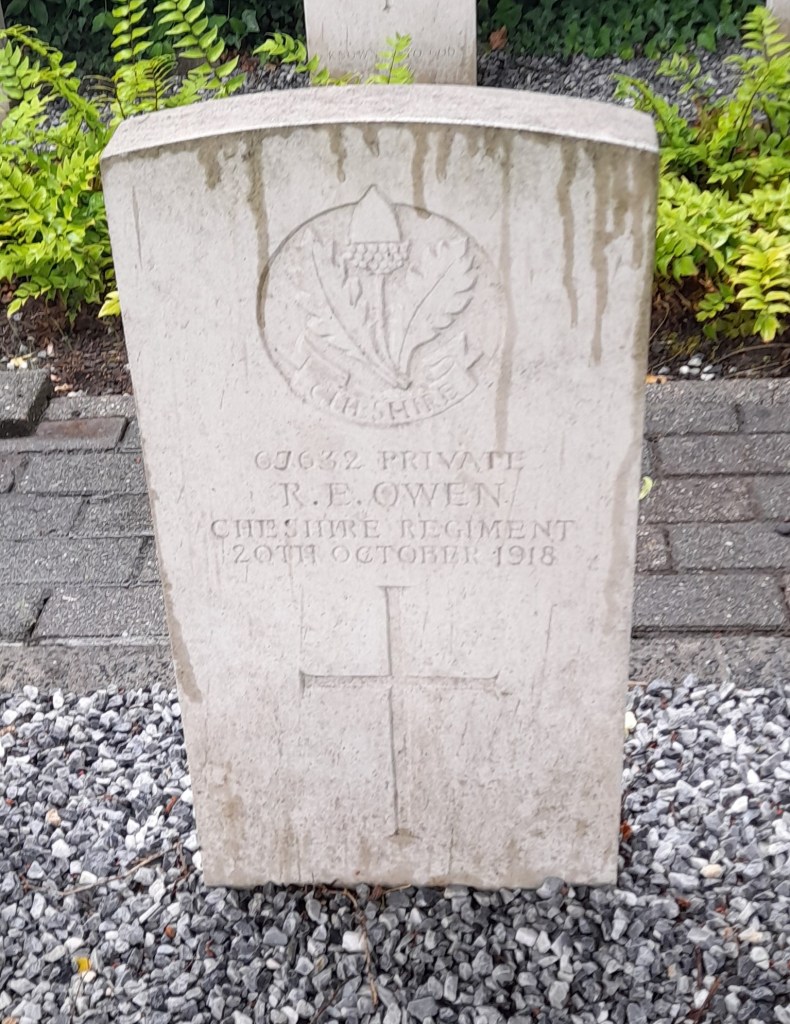 CHESHIRE
67632 PRIVATE
R.E. OWEN
CHESHIRE REGIMENT
20TH OCTOBER 1918